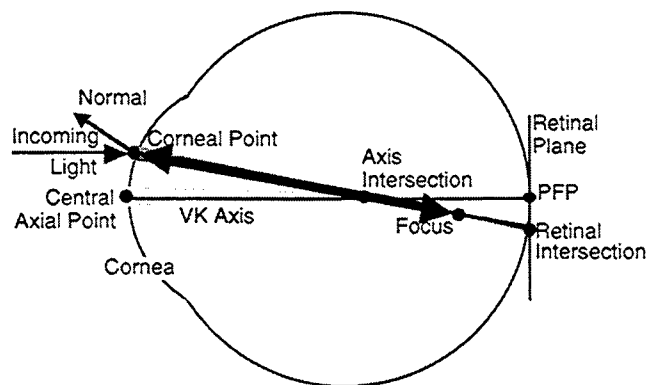 Normal
Incoming
Light
Corneal Point
Central
Axial Point
VK Axis
Cornea
Axis
Intersection
Focus
Retinal
Plane
PFP
Retinal
Intersection